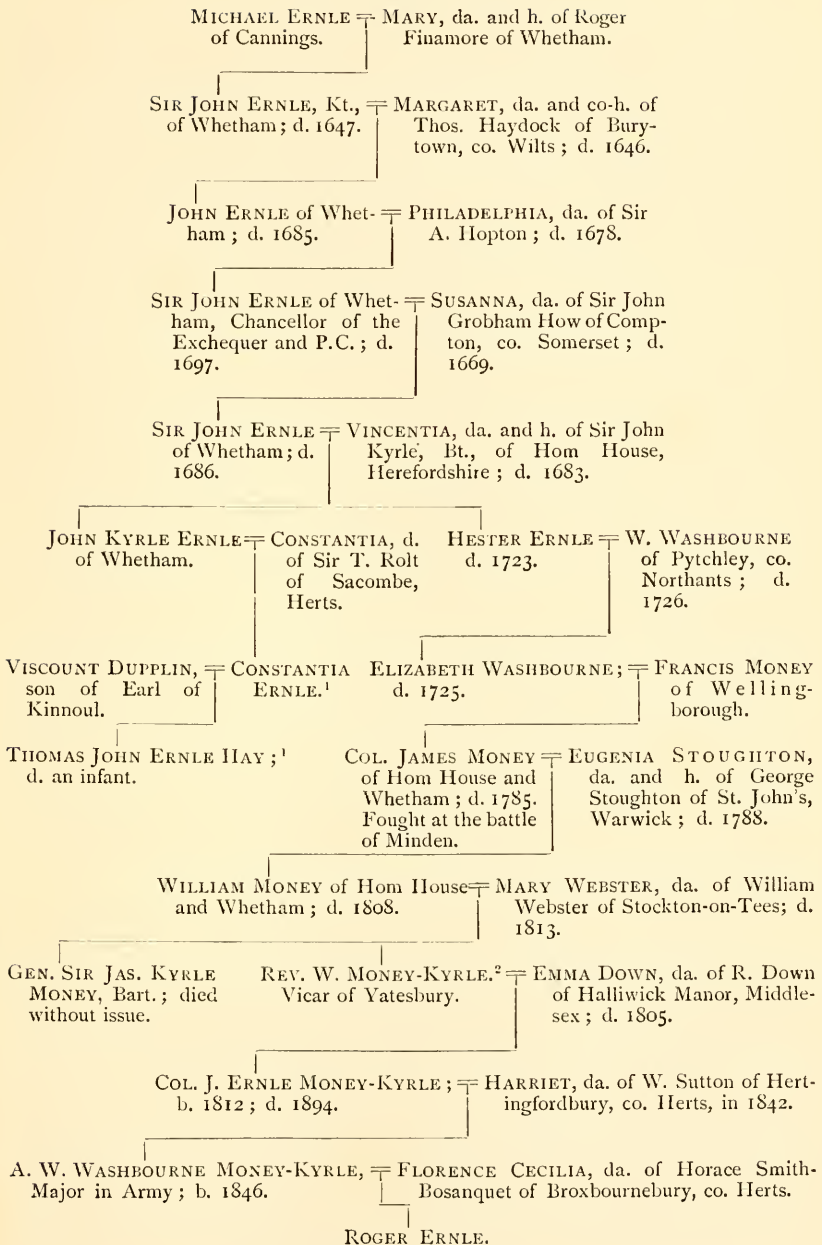 MICHAEL ERNLE = MARY, da. and h. of Roger
of Cannings. Finamore of Whetham.
SIR JOHN ERNLE, Kt., = MARGARET, da. and co-h. of
of Whetham; d. 1647. Thos. Haydock of Bury-
town, co. Wilts; d. 1646.
JOHN ERNLE of Whet- = PHILADELPHIA, da. of Sir
ham; d. 1685. A. Hopton; d. 1678.
SIR JOHN ERNLE of Whet- = SUSANNA, da. of Sir John
ham, Chancellor of the Grobham How of Comp-
Exchequer and P.C.; d. ton, co. Somerset; d.
1697. 1669.
SIR JOHN ERNLE = VINCENTIA, da. and h. of Sir John
of Whetham; d. Kyrle, Bt., of Hom House,
1686. Herefordshire; d. 1683.
JOHN KYRLE ERNLE = CONSTANTIA, d. HESTER ERNLE = W. WASHBOURNE
of Whetham. of Sir T. Rolt d. 1723. of Pytchley, co.
of Sacombe, Northants; d.
Herts. 1726.
VISCOUNT DUPPLIN, = CONSTANTIA ELIZABETH WASHBOURNE; = FRANCIS MONEY
son of Earl of ERNLE.¹ d. 1725. of Welling-
Kinnoul. borough.
THOMAS JOHN ERNLE HAY;¹ COL. JAMES MONEY = EUGENIA STOUGHTON,
d. an infant. of Hom House and da. and h. of George
Whetham; d. 1785. Stoughton of St. John's,
Fought at the battle Warwick; d. 1788.
of Minden.
WILLIAM MONEY of Hom House = MARY WEBSTER, da. of William
and Whetham; d. 1808. Webster of Stockton-on-Tees; d.
1813.
GEN. SIR JAS. KYRLE REV. W. MONEY-KYRLE.² = EMMA DOWN, da. of R. Down
MONEY, Bart.; died Vicar of Yatesbury. of Halliwick Manor, Middle-
without issue. sex; d. 1805.
COL. J. ERNLE MONEY-KYRLE; = HARRIET, da. of W. Sutton of Hert-
b. 1812; d. 1894. ingfordbury, co. Herts, in 1842.
A. W. WASHBOURNE MONEY-KYRLE, = FLORENCE CECILIA, da. of Horace Smith-
Major in Army; b. 1846. Bosanquet of Broxbournebury, co. Herts.
ROGER ERNLE.